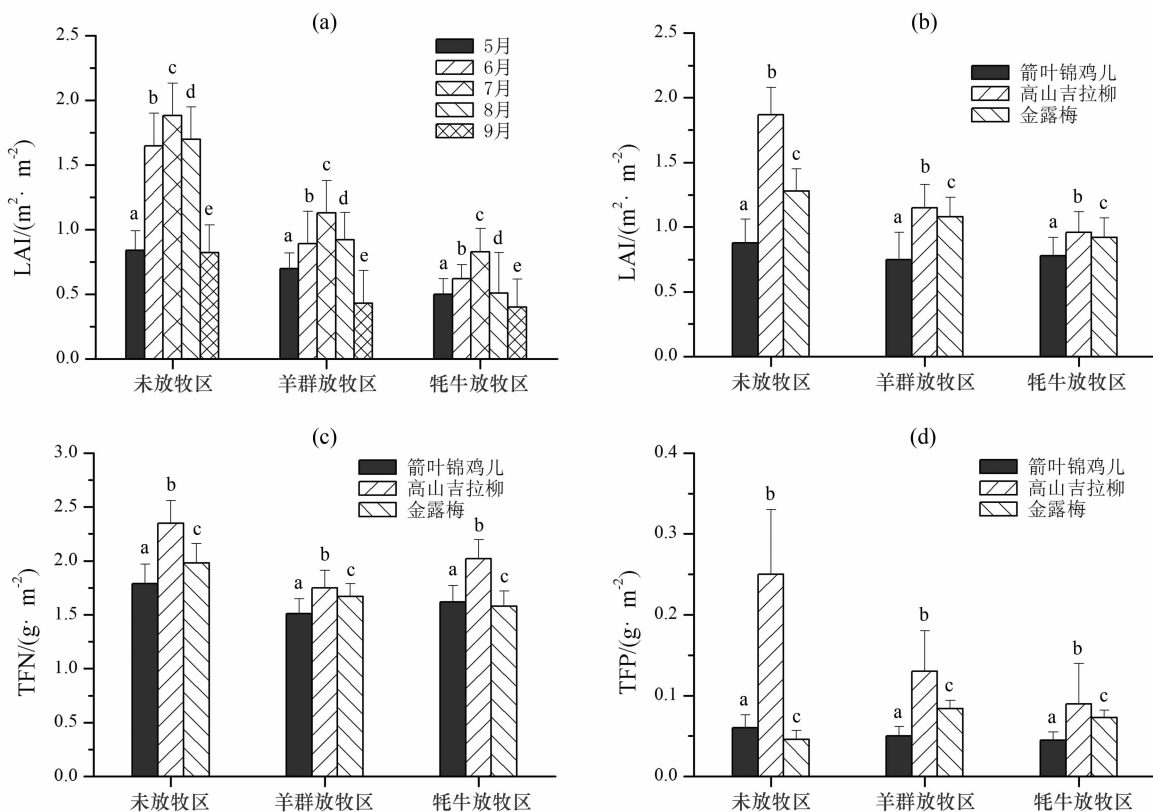 (a)
LAI/(m²· m⁻²)
2.5
2.0
1.5
1.0
0.5
0.0
5月
6月
7月
8月
9月
a b c d e
a b c d e
a b c d e
未放牧区 羊群放牧区 牦牛放牧区
(b)
LAI/(m²· m⁻²)
2.5
2.0
1.5
1.0
0.5
0.0
箭叶锦鸡儿
高山吉拉柳
金露梅
a b c
a b c
a b c
未放牧区 羊群放牧区 牦牛放牧区
(c)
TFN/(g· m⁻²)
3.0
2.5
2.0
1.5
1.0
0.5
0.0
箭叶锦鸡儿
高山吉拉柳
金露梅
a b c
a b c
a b c
未放牧区 羊群放牧区 牦牛放牧区
(d)
TFP/(g· m⁻²)
0.4
0.3
0.2
0.1
0.0
箭叶锦鸡儿
高山吉拉柳
金露梅
a b c
a b c
a b c
未放牧区 羊群放牧区 牦牛放牧区